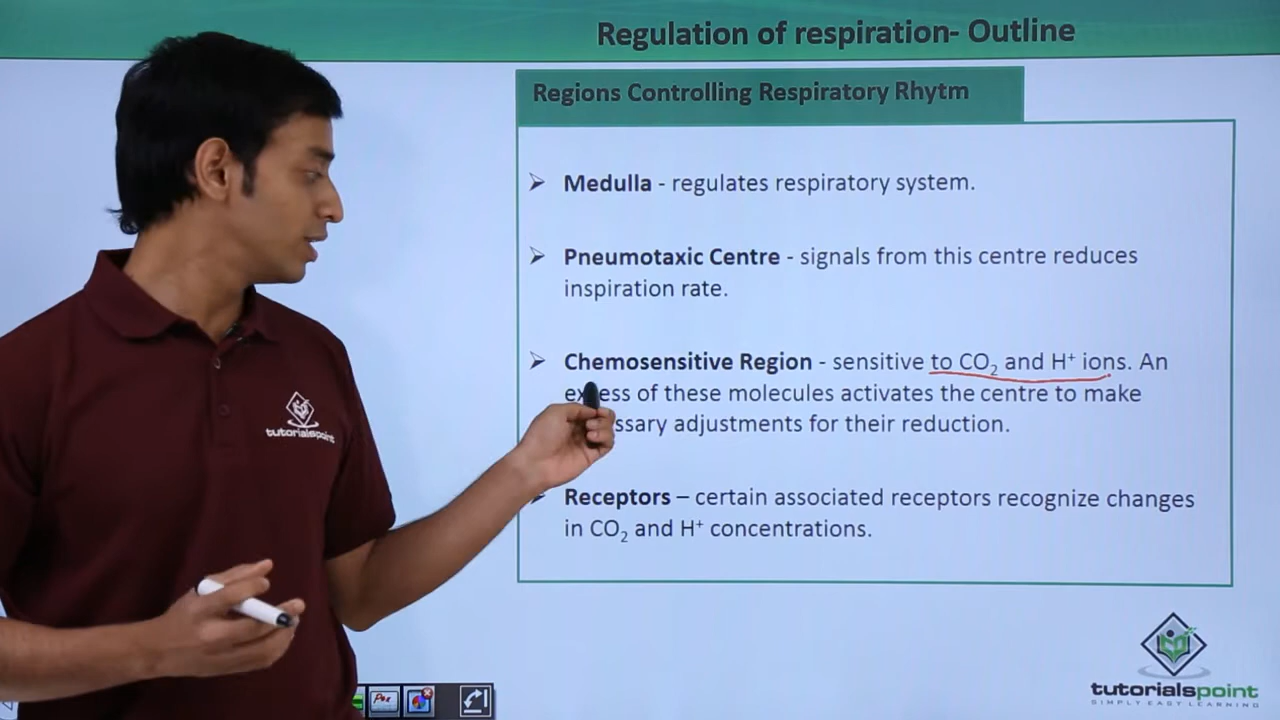 Regulation of respiration- Outline
Regions Controlling Respiratory Rhytm
Medulla - regulates respiratory system.
Pneumotaxic Centre - signals from this centre reduces
inspiration rate.
Chemosensitive Region - sensitive to CO₂ and H⁺ ions. An
of these molecules activates the centre to make
adjustments for their reduction.
Receptors – certain associated receptors recognize changes
in CO₂ and H⁺ concentrations.
tutorialspoint
tutorialspoint
SIMPLY EASY LEARNING